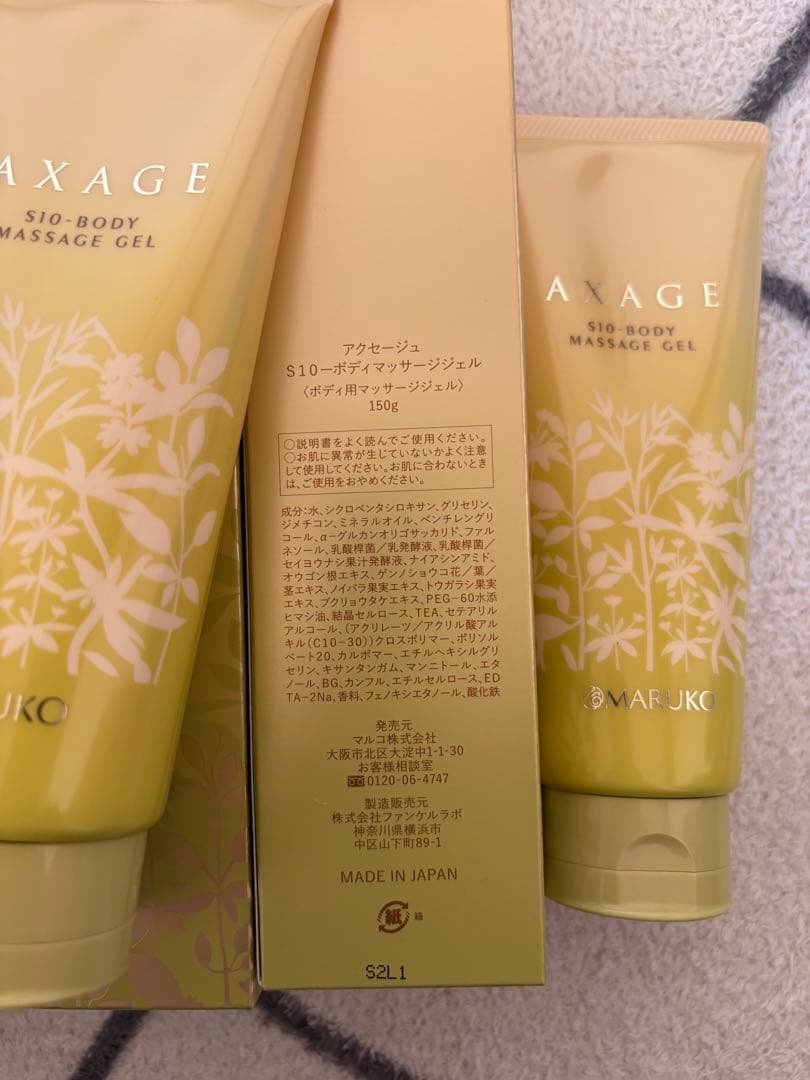 AXAGE
S10-BODY
MASSAGE GEL
UKO
アクセージュ
S10ーボディマッサージジェル
〈ボディ用マッサージジェル〉
150g
○説明書をよく読んでご使用ください。
○お肌に異常が生じていないかよく注意
して使用してください。お肌に合わないとき
は、ご使用をおやめください。
成分:水、シクロペンタシロキサン、グリセリン、
ジメチコン、ミネラルオイル、ペンチレングリ
コール、α-グルカンオリゴサッカリド、ファル
ネソール、乳酸桿菌/乳発酵液、乳酸桿菌/
セイヨウナシ果汁発酵液、ナイアシンアミド、
オウゴン根エキス、ゲンノショウコ花/葉/
茎エキス、ノイバラ果実エキス、トウガラシ果実
エキス、ブクリョウタケエキス、PEG-60水添
ヒマシ油、結晶セルロース、TEA、セテアリル
アルコール、(アクリレーツ/アクリル酸アル
キル(C10-30))クロスポリマー、ポリソル
ベート20、カルボマー、エチルヘキシルグリ
セリン、キサンタンガム、マンニトール、エタ
ノール、BG、カンフル、エチルセルロース、ED
TA-2Na、香料、フェノキシエタノール、酸化鉄
発売元
マルコ株式会社
大阪市北区大淀中1-1-30
お客様相談室
0120-06-4747
製造販売元
株式会社ファンケルラボ
神奈川県横浜市
中区山下町89-1
MADE IN JAPAN
紙 箱
S2L1
AXAGE
S10-BODY
MASSAGE GEL
MARUKO